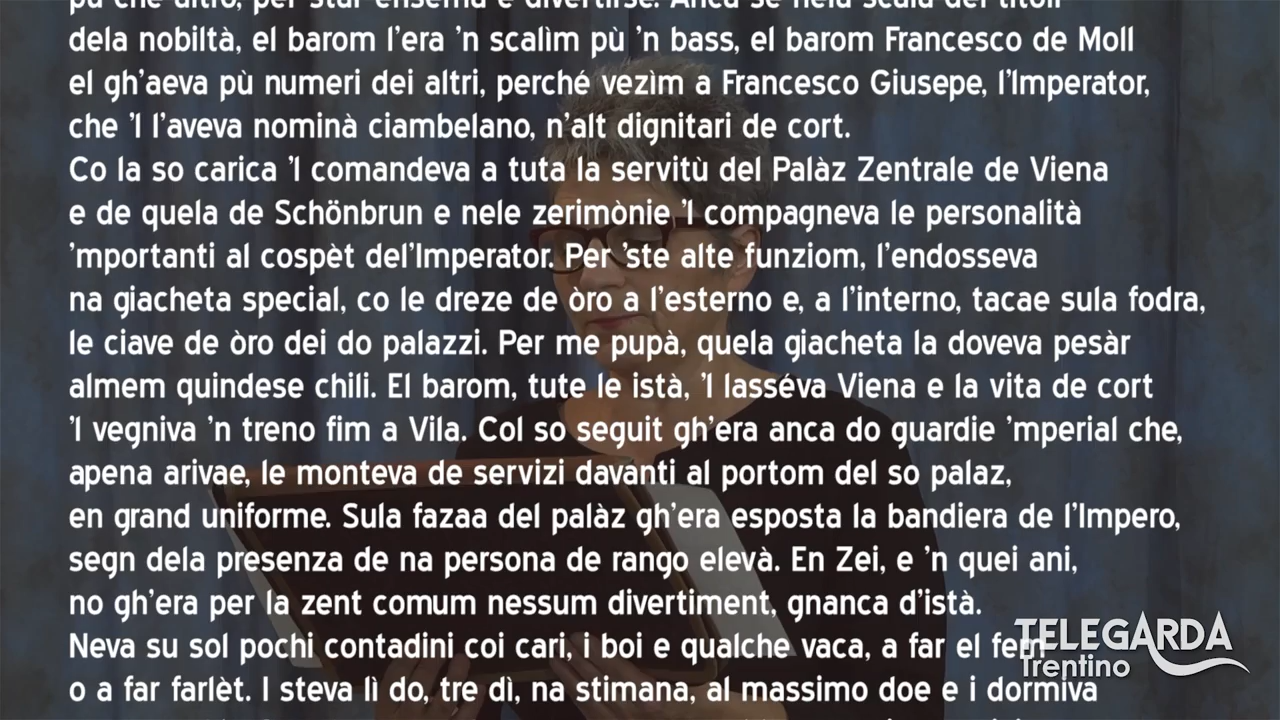 pù che altro, per star ensema e divertirse. Anca se nela scala dei titoli
dela nobiltà, el barom l'era 'n scalìm pù 'n bass, el barom Francesco de Moll
el gh'aeva pù numeri dei altri, perché vezìm a Francesco Giusepe, l'Imperator,
che 'l l'aveva nominà ciambelano, n'alt dignitari de cort.
Co la so carica 'l comandeva a tuta la servitù del Palàz Zentrale de Viena
e de quela de Schönbrun e nele zerimònie 'l compagneva le personalità
'mportanti al cospèt del'Imperator. Per 'ste alte funziom, l'endosseva
na giacheta special, co le dreze de òro a l'esterno e, a l'interno, tacae sula fodra,
le ciave de òro dei do palazzi. Per me pupà, quela giacheta la doveva pesàr
almem quindese chili. El barom, tute le istà, 'l lasséva Viena e la vita de cort
'l vegniva 'n treno fim a Vila. Col so seguit gh'era anca do guardie 'mperial che,
apena arivae, le monteva de servizi davanti al portom del so palaz,
en grand uniforme. Sula fazaa del palàz gh'era esposta la bandiera de l'Impero,
segn dela presenza de na persona de rango elevà. En Zei, e 'n quei ani,
no gh'era per la zent comum nessum divertiment, gnanca d'istà.
Neva su sol pochi contadini coi cari, i boi e qualche vaca, a far el fem
o a far farlèt. I steva lì do, tre dì, na stimana, al massimo doe e i dormiva
TELEGARDA
Trentino